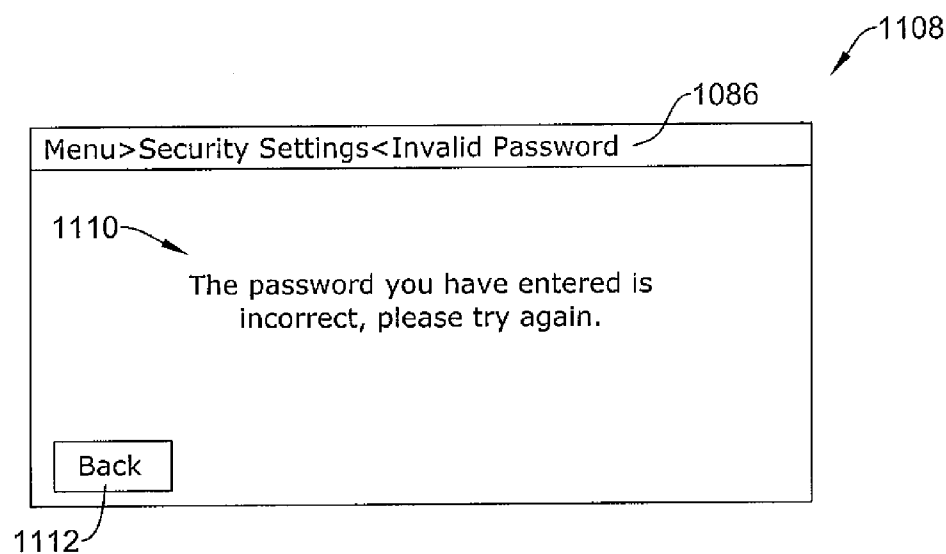 1108
1086
Menu>Security Settings<Invalid Password
1110
The password you have entered is
incorrect, please try again.
Back
1112